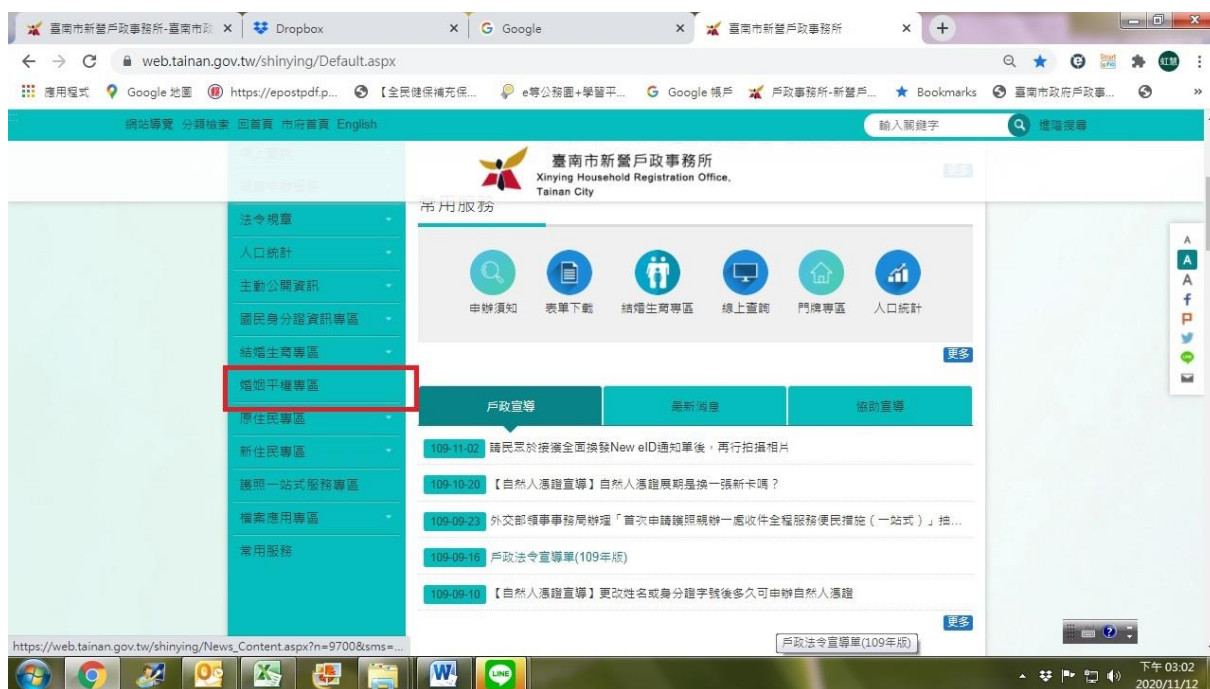 臺南市新營戶政事務所-臺南市政
Dropbox
Google
臺南市新營戶政事務所
web.tainan.gov.tw/shinying/Default.aspx
應用程式
Google 地圖
https://epostpdf.p...
【全民健保補充保...
e等公務園+學習平...
Google 帳戶
戶政事務所-新營戶...
Bookmarks
臺南市政府戶政事...
網站導覽 分類檢索 回首頁 市府首頁 English
輸入關鍵字
進階搜尋
臺南市新營戶政事務所
Xinying Household Registration Office,
Tainan City
更多
常用服務
法令規章
人口統計
主動公開資訊
國民身分證資訊專區
結婚生育專區
婚姻平權專區
原住民專區
新住民專區
護照一站式服務專區
檔案應用專區
常用服務
申辦須知
表單下載
結婚生育專區
線上查詢
門牌專區
人口統計
更多
A
A
A
戶政宣導
最新消息
協助宣導
109-11-02 請民眾於接獲全面換發New eID通知單後，再行拍攝相片
109-10-20 【自然人憑證宣導】自然人憑證展期是換一張新卡嗎？
109-09-23 外交部領事事務局辦理「首次申請護照親辦一處收件全程服務便民措施（一站式）」抽...
109-09-16 戶政法令宣導單(109年版)
109-09-10 【自然人憑證宣導】更改姓名或身分證字號後多久可申辦自然人憑證
更多
戶政法令宣導單(109年版)
https://web.tainan.gov.tw/shinying/News_Content.aspx?n=9700&sms=...
LINE
下午 03:02
2020/11/12